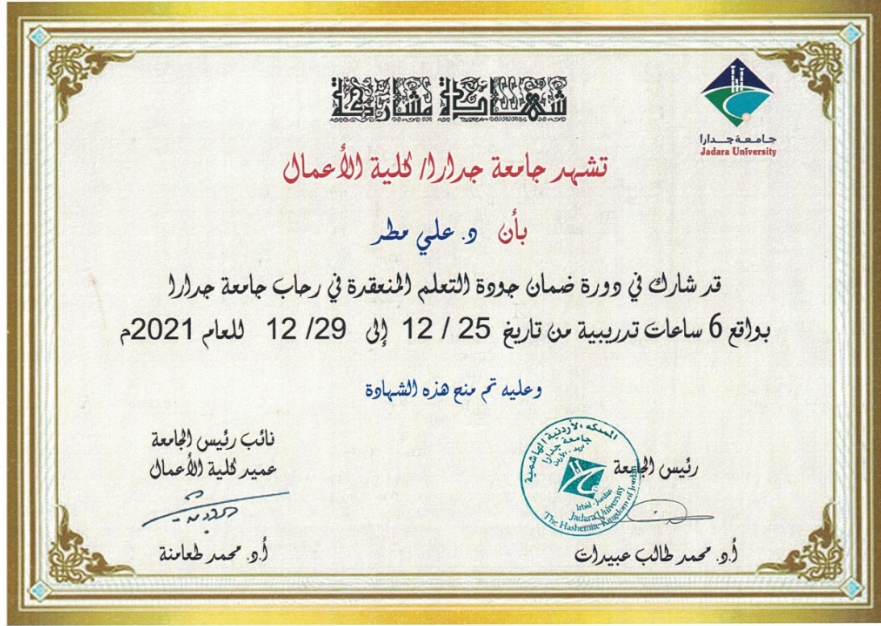 شهادة مشاركة
جامعة جدارا
Jadara University
تشهد جامعة جدارا/ كلية الأعمال
بأن د. علي مطر
قد شارك في دورة ضمان جودة التعلم المنعقدة في رحاب جامعة جدارا
بواقع 6 ساعات تدريبية من تاريخ 25 / 12 إلى 29/ 12 للعام 2021م
وعليه تم منح هذه الشهادة
رئيس الجامعة
أ.د. محمد طالب عبيدات
نائب رئيس الجامعة
عميد كلية الأعمال
أ.د. محمد طعامنة
المملكة الأردنية الهاشمية
جامعة جدارا
Irbid - Jordan
Jadara University
The Hashemite Kingdom of Jordan